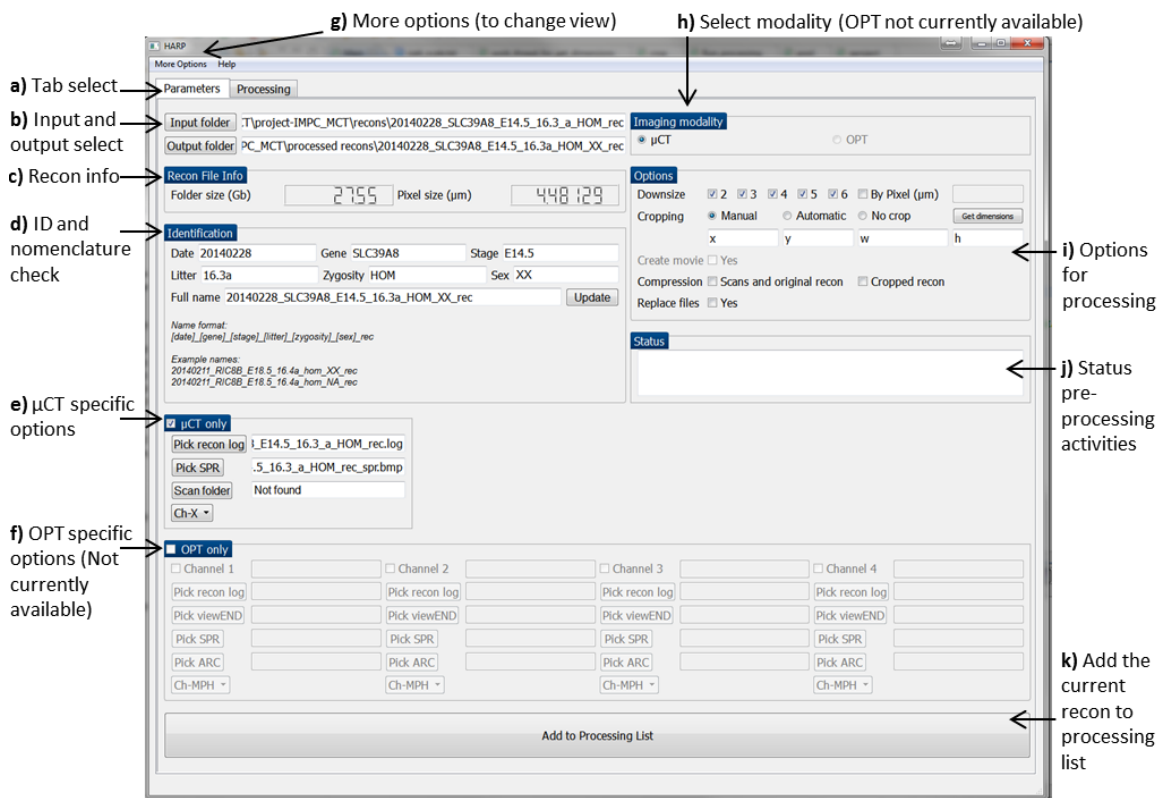 g) More options (to change view)
h) Select modality (OPT not currently available)
HARP
More Options Help
a) Tab select
Parameters Processing
b) Input and
output select
Input folder :T\project-IMPC_MCT\recons\20140228_SLC39A8_E14.5_16.3_a_HOM_rec
Output folder PC_MCT\processed recons\20140228_SLC39A8_E14.5_16.3a_HOM_XX_rec
Imaging modality
µCT OPT
c) Recon info
Recon File Info
Folder size (Gb) 2.755 Pixel size (µm) 4.48129
d) ID and
nomenclature
check
Identification
Date 20140228 Gene SLC39A8 Stage E14.5
Litter 16.3a Zygosity HOM Sex XX
Full name 20140228_SLC39A8_E14.5_16.3a_HOM_XX_rec Update
Name format:
[date]_[gene]_[stage]_[litter]_[zygosity]_[sex]_rec
Example names:
20140211_RIC8B_E18.5_16.4a_hom_XX_rec
20140211_RIC8B_E18.5_16.4a_hom_NA_rec
Options
Downsize 2 3 4 5 6 By Pixel (µm)
Cropping Manual Automatic No crop Get dimensions
x y w h
Create movie Yes
Compression Scans and original recon Cropped recon
Replace files Yes
i) Options
for
processing
Status
j) Status
pre-
processing
activities
e) µCT specific
options
µCT only
Pick recon log 3_E14.5_16.3_a_HOM_rec.log
Pick SPR .5_16.3_a_HOM_rec_spr.bmp
Scan folder Not found
Ch-X
f) OPT specific
options (Not
currently
available)
OPT only
Channel 1 Channel 2 Channel 3 Channel 4
Pick recon log Pick recon log Pick recon log Pick recon log
Pick viewEND Pick viewEND Pick viewEND Pick viewEND
Pick SPR Pick SPR Pick SPR Pick SPR
Pick ARC Pick ARC Pick ARC Pick ARC
Ch-MPH Ch-MPH Ch-MPH Ch-MPH
k) Add the
current
recon to
processing
list
Add to Processing List